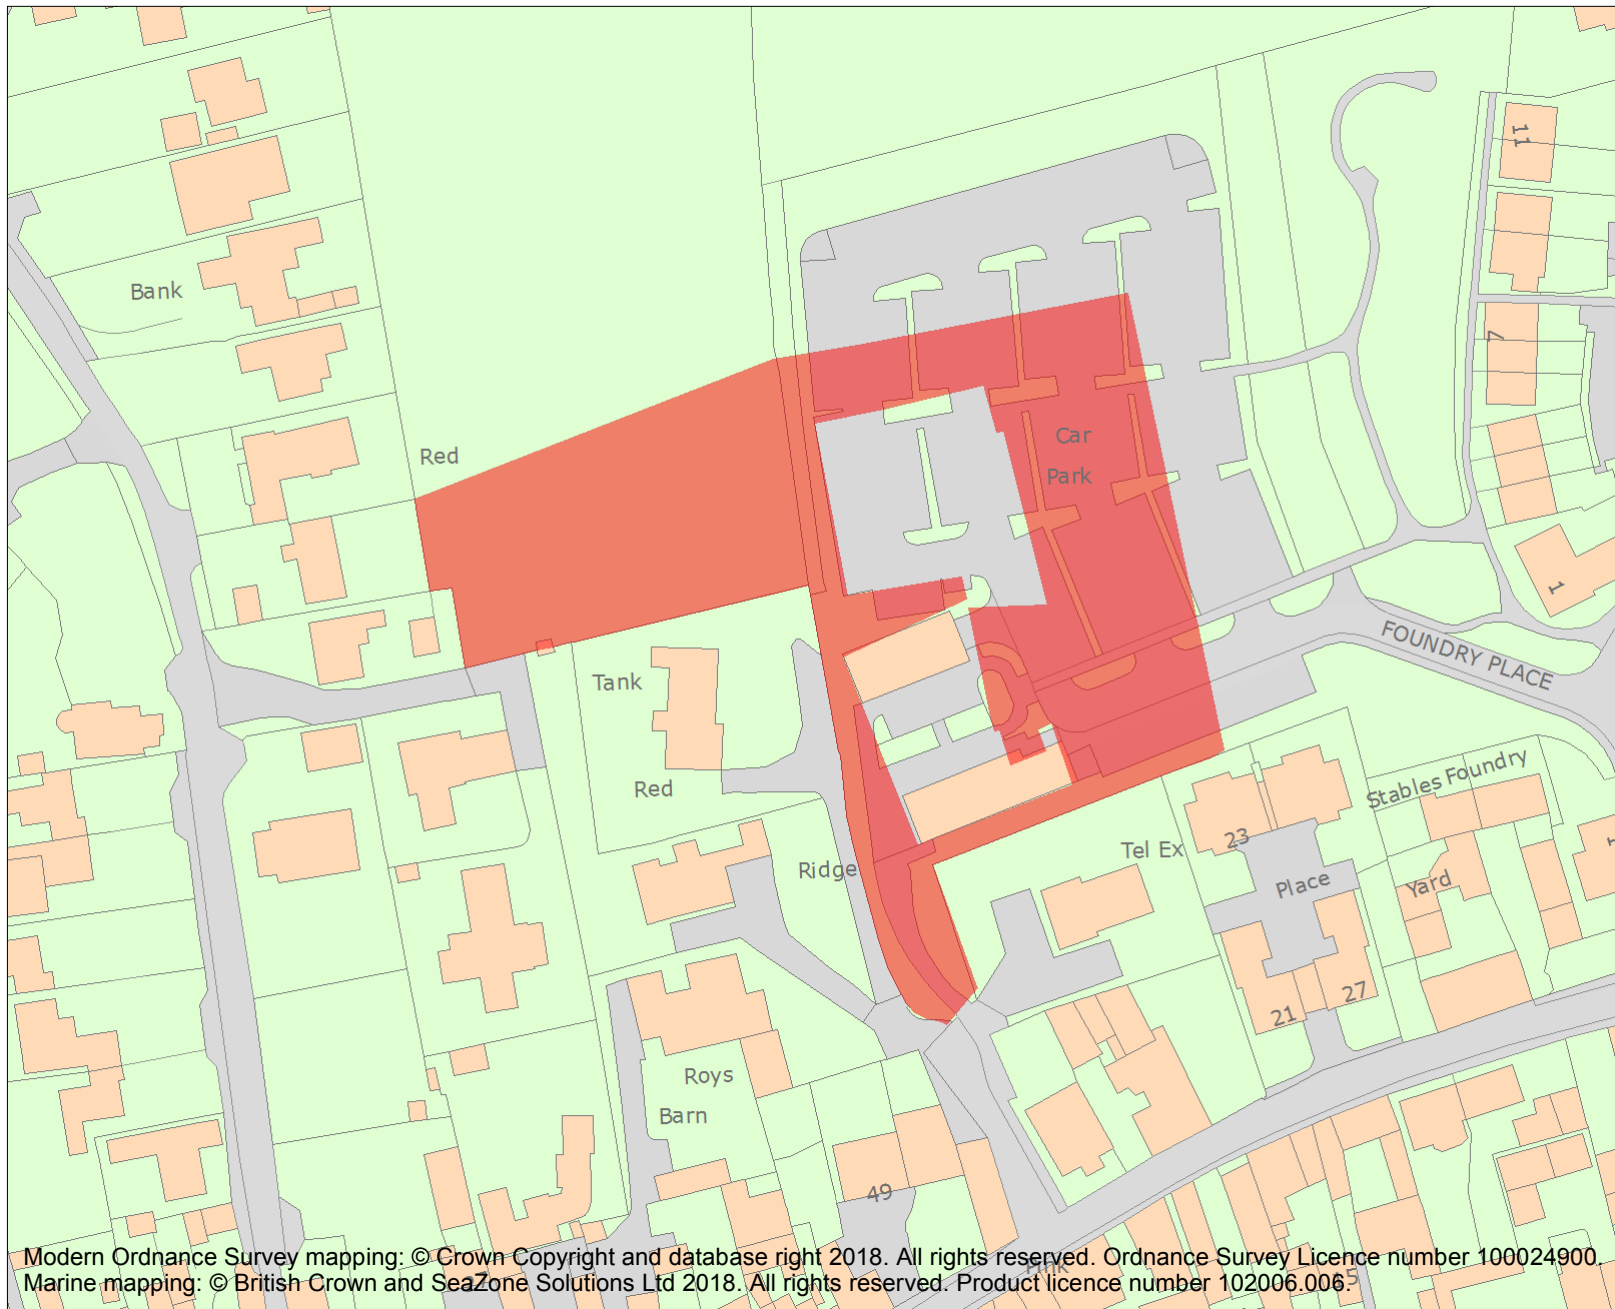 11
Bank
7
Car
Red
Park
1
FOUNDRY PLACE
Tank
Stables Foundry
Red
23
Tel Ex
Ridge
Place
Yard
27
21
Roys
Barn
49
Modern Ordnance Survey mapping: © Crown Copyright and database right 2018. All rights reserved. Ordnance Survey Licence number 100024900.
Marine mapping: © British Crown and SeaZone Solutions Ltd 2018. All rights reserved. Product licence number 102006.006.